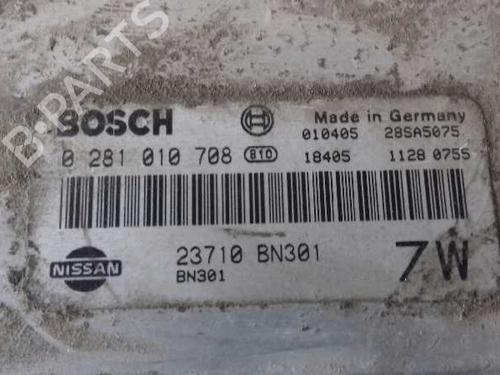 B-PARTS
BOSCH
Made in Germany
010405 28SA5075
0 281 010 708 810 18405 1128 0755
NISSAN
23710 BN301
BN301
7W